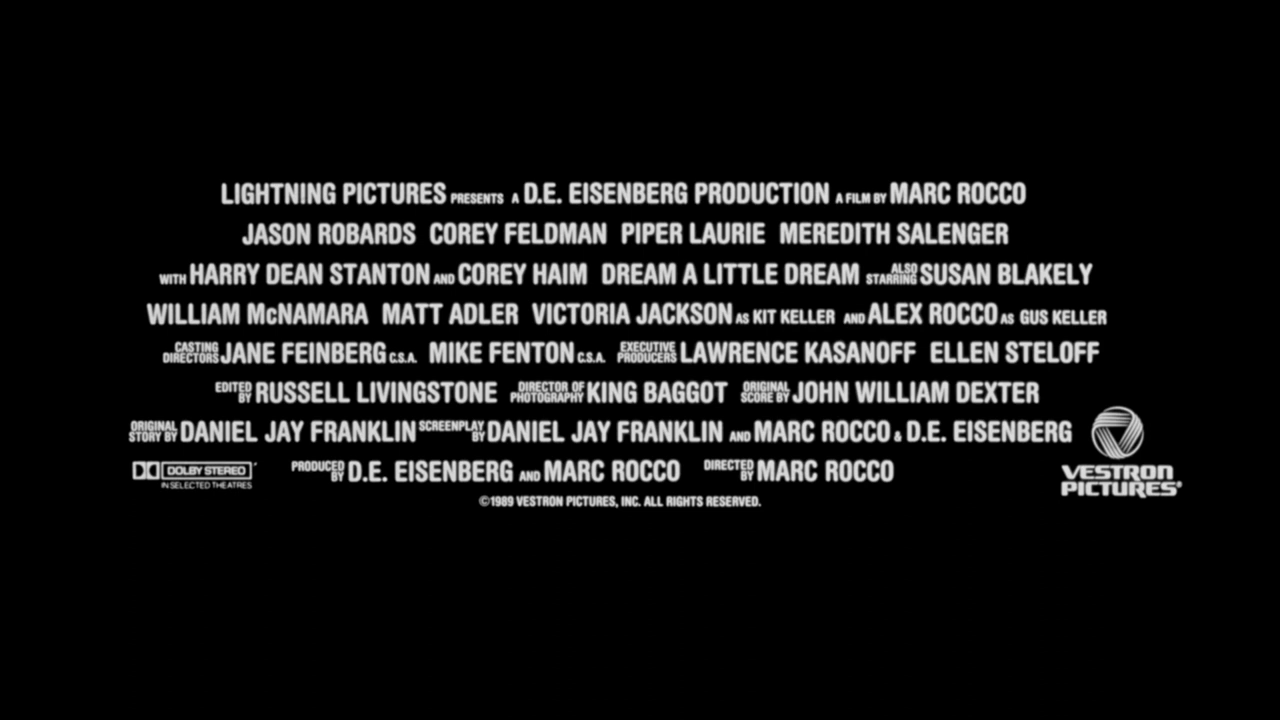 LIGHTNING PICTURES PRESENTS A D.E. EISENBERG PRODUCTION A FILM BY MARC ROCCO
JASON ROBARDS COREY FELDMAN PIPER LAURIE MEREDITH SALENGER
WITH HARRY DEAN STANTON AND COREY HAIM DREAM A LITTLE DREAM ALSO STARRING SUSAN BLAKELY
WILLIAM McNAMARA MATT ADLER VICTORIA JACKSON AS KIT KELLER AND ALEX ROCCO AS GUS KELLER
CASTING DIRECTORS JANE FEINBERG C.S.A. MIKE FENTON C.S.A. EXECUTIVE PRODUCERS LAWRENCE KASANOFF ELLEN STELOFF
EDITED BY RUSSELL LIVINGSTONE DIRECTOR OF PHOTOGRAPHY KING BAGGOT ORIGINAL SCORE BY JOHN WILLIAM DEXTER
ORIGINAL STORY BY DANIEL JAY FRANKLIN SCREENPLAY BY DANIEL JAY FRANKLIN AND MARC ROCCO & D.E. EISENBERG
DOLBY STEREO
IN SELECTED THEATRES
PRODUCED BY D.E. EISENBERG AND MARC ROCCO DIRECTED BY MARC ROCCO
VESTRON
PICTURES®
©1989 VESTRON PICTURES, INC. ALL RIGHTS RESERVED.